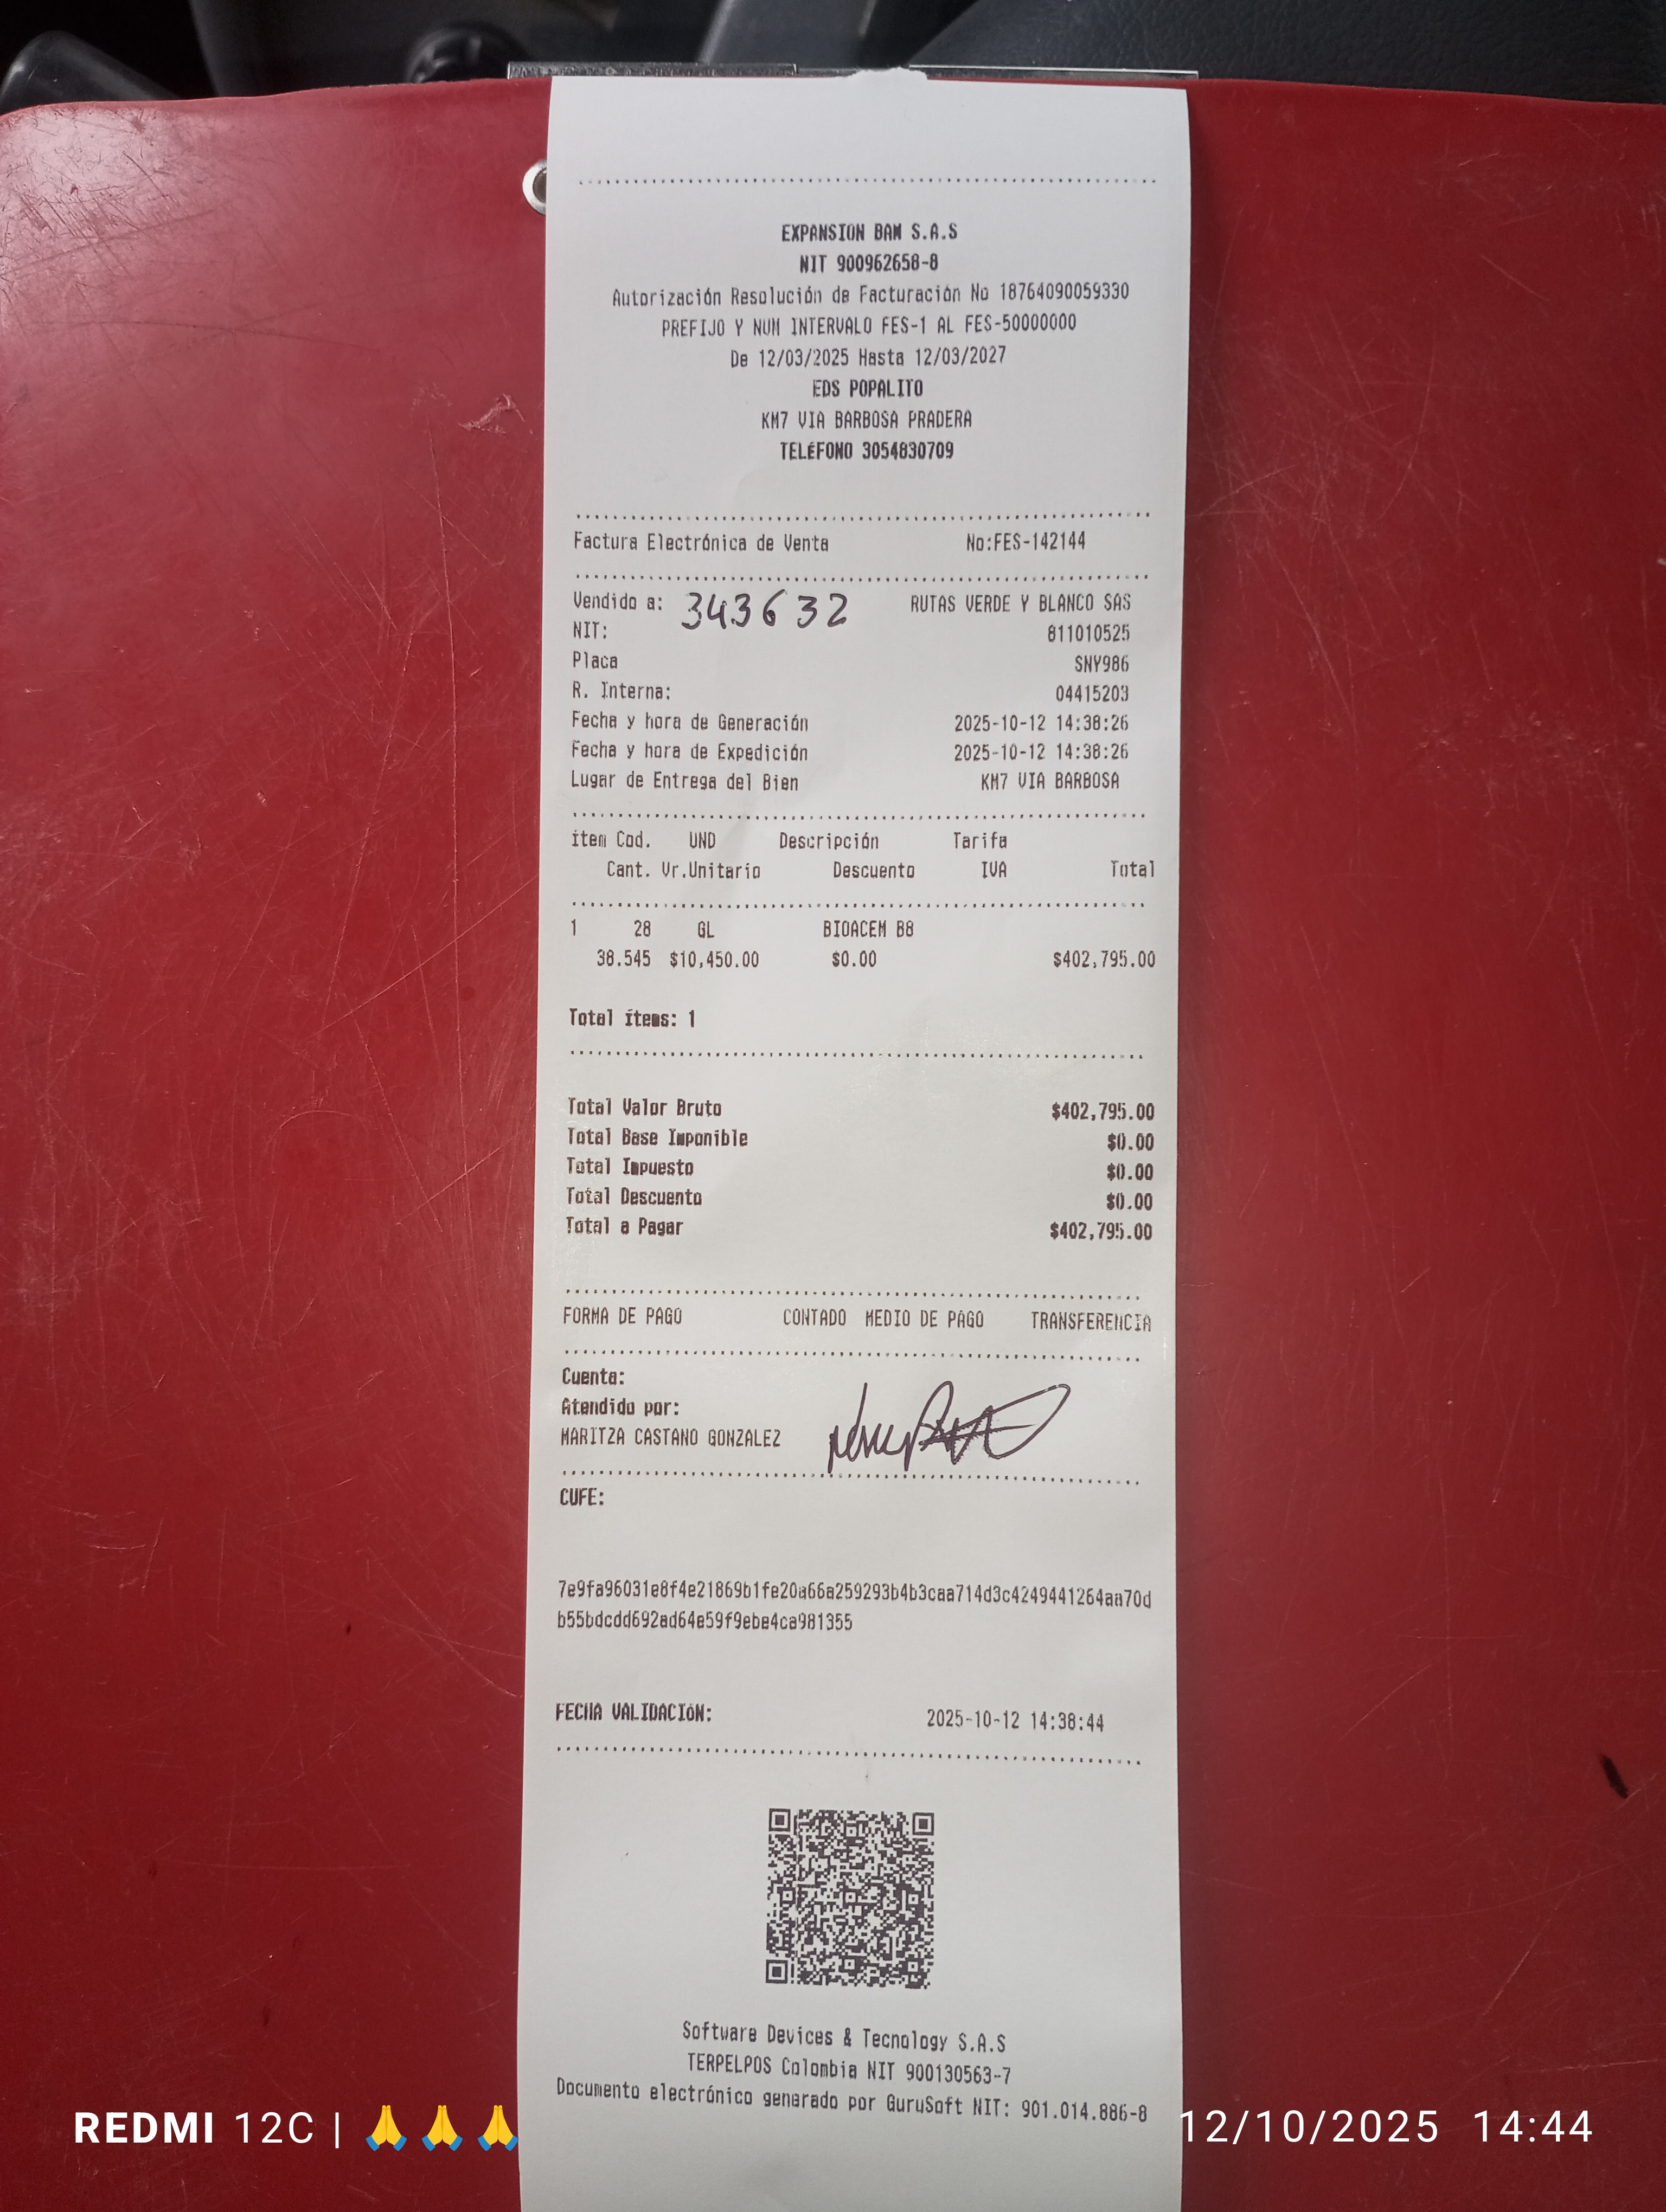 EXPANSION BAM S.A.S
NIT 900962658-8
Autorización Resolución de Facturación No 18764090059330
PREFIJO Y NUM INTERVALO FES-1 AL FES-50000000
De 12/03/2025 Hasta 12/03/2027
EDS POPALITO
KM7 VIA BARBOSA PRADERA
TELÉFONO 3054830709
Factura Electrónica de Venta No:FES-142144
Vendido a: 343632 RUTAS VERDE Y BLANCO SAS
NIT: 811010525
Placa SNY986
R. Interna: 04415203
Fecha y hora de Generación 2025-10-12 14:38:26
Fecha y hora de Expedición 2025-10-12 14:38:26
Lugar de Entrega del Bien KM7 VIA BARBOSA
ítem Cod. UND Descripción Tarifa
Cant. Vr.Unitario Descuento IVA Total
1 28 GL BIOACEM B8
38.545 $10,450.00 $0.00 $402,795.00
Total ítems: 1
Total Valor Bruto $402,795.00
Total Base Imponible $0.00
Total Impuesto $0.00
Total Descuento $0.00
Total a Pagar $402,795.00
FORMA DE PAGO CONTADO MEDIO DE PAGO TRANSFERENCIA
Cuenta:
Atendido por:
MARITZA CASTANO GONZALEZ
CUFE:
7e9fa96031e8f4e21869b1fe20a66a259293b4b3caa714d3c4249441264aa70d
b55bdcdd692ad64e59f9ebe4ca981355
FECHA VALIDACIÓN: 2025-10-12 14:38:44
Software Devices & Tecnology S.A.S
TERPELPOS Colombia NIT 900130563-7
Documento electrónico generado por GuruSoft NIT: 901.014.886-8
REDMI 12C | 🙏🙏🙏 12/10/2025 14:44